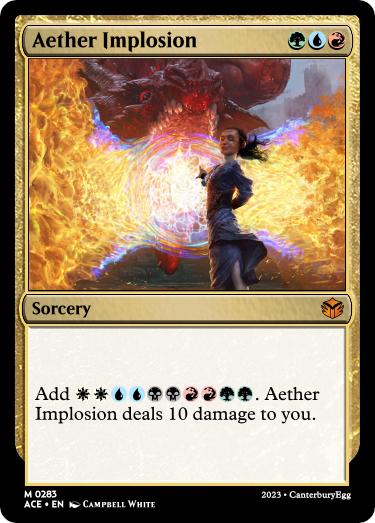 Aether Implosion
Sorcery
Add . Aether
Implosion deals 10 damage to you.
M 0283
ACE • EN CAMPBELL WHITE
2023 • CanterburyEgg